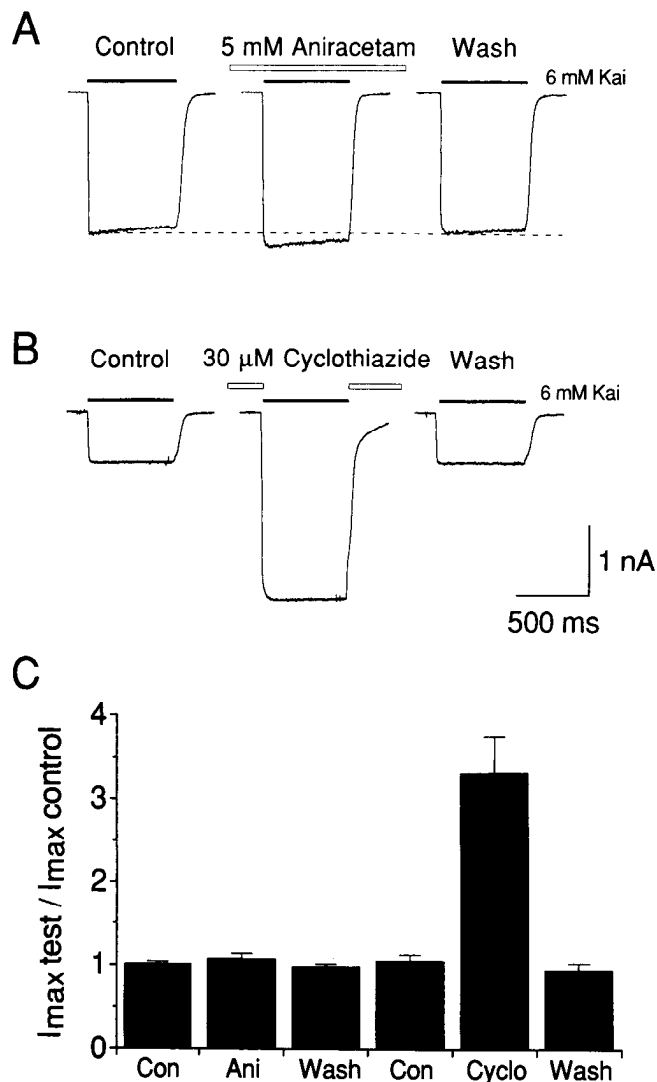 A
Control
5 mM Aniracetam
Wash
6 mM Kai
B
Control
30 µM Cyclothiazide
Wash
6 mM Kai
1 nA
500 ms
C
Imax test / Imax control
4
3
2
1
0
Con
Ani
Wash
Con
Cyclo
Wash